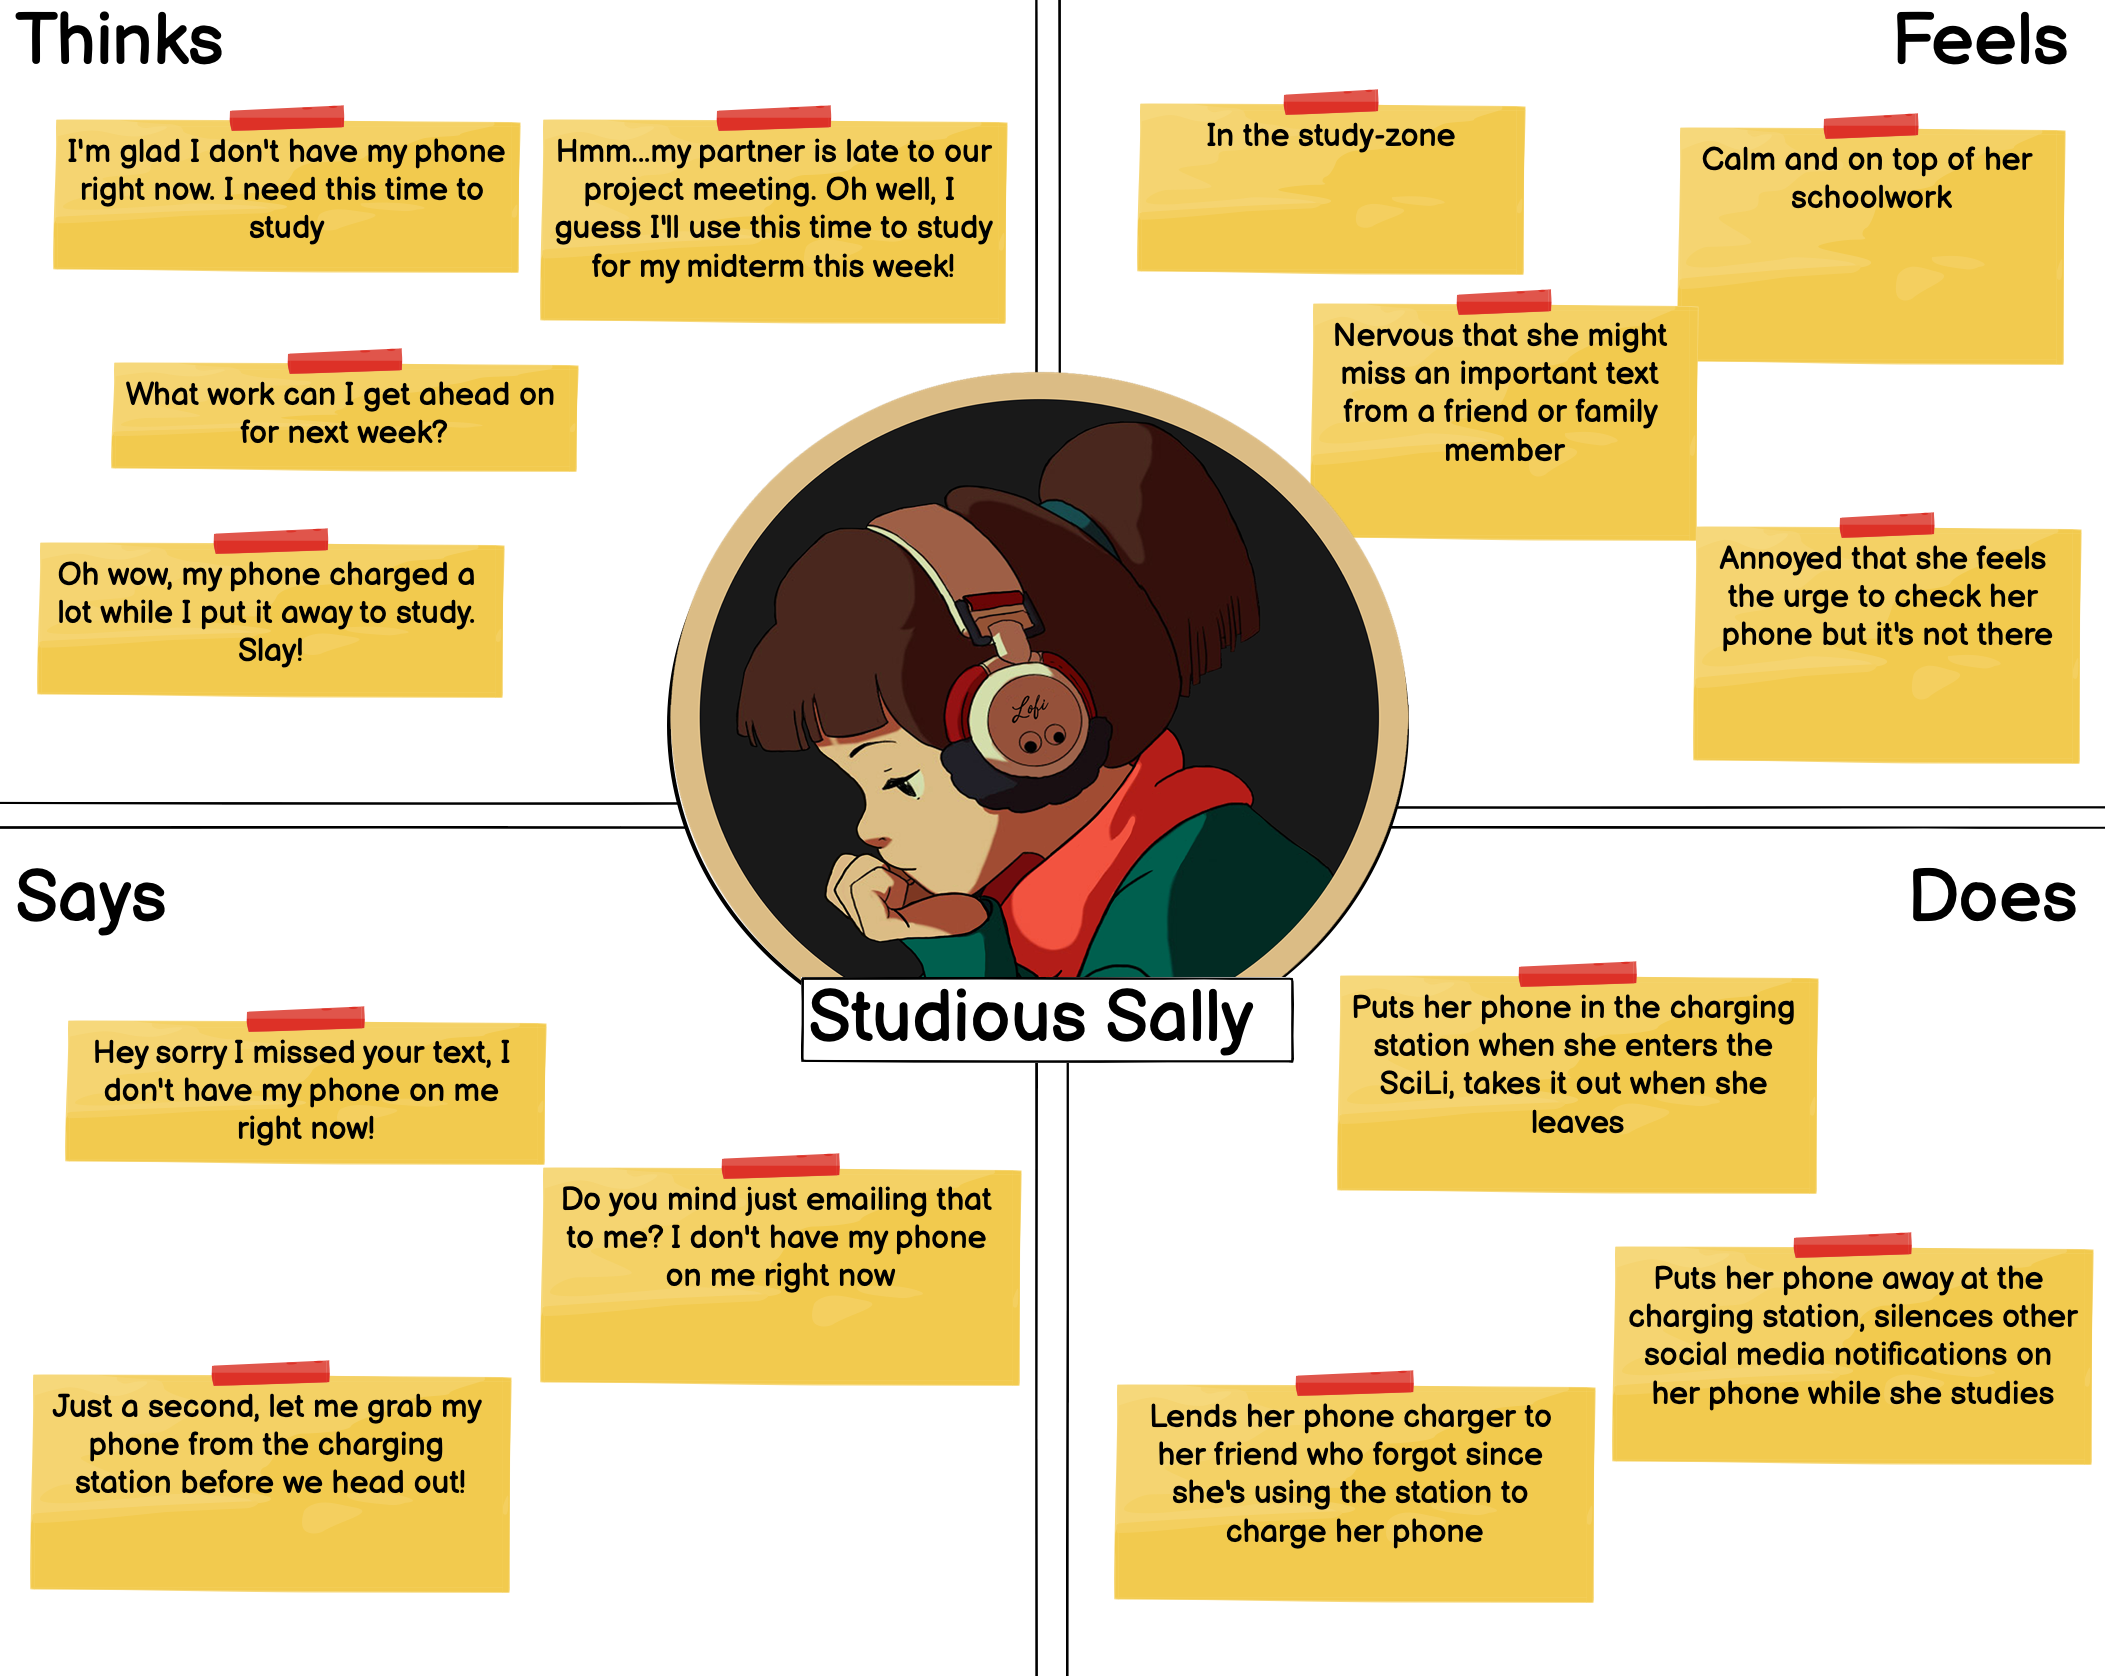 Thinks
I'm glad I don't have my phone
right now. I need this time to
study
Hmm...my partner is late to our
project meeting. Oh well, I
guess I'll use this time to study
for my midterm this week!
What work can I get ahead on
for next week?
Oh wow, my phone charged a
lot while I put it away to study.
Slay!
Feels
In the study-zone
Calm and on top of her
schoolwork
Nervous that she might
miss an important text
from a friend or family
member
Annoyed that she feels
the urge to check her
phone but it's not there
Lofi
Studious Sally
Says
Hey sorry I missed your text, I
don't have my phone on me
right now!
Do you mind just emailing that
to me? I don't have my phone
on me right now
Just a second, let me grab my
phone from the charging
station before we head out!
Does
Puts her phone in the charging
station when she enters the
SciLi, takes it out when she
leaves
Puts her phone away at the
charging station, silences other
social media notifications on
her phone while she studies
Lends her phone charger to
her friend who forgot since
she's using the station to
charge her phone